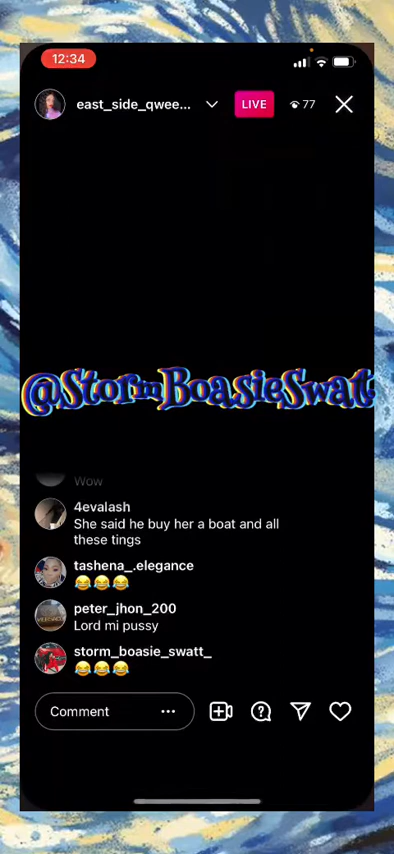 12:34
east_side_qwee...
LIVE
77
@StormBoasieSwatt
Wow
4evalash
She said he buy her a boat and all
these tings
tashena_.elegance
😂😂😂
peter_jhon_200
Lord mi pussy
storm_boasie_swatt_
😂😂😂
Comment